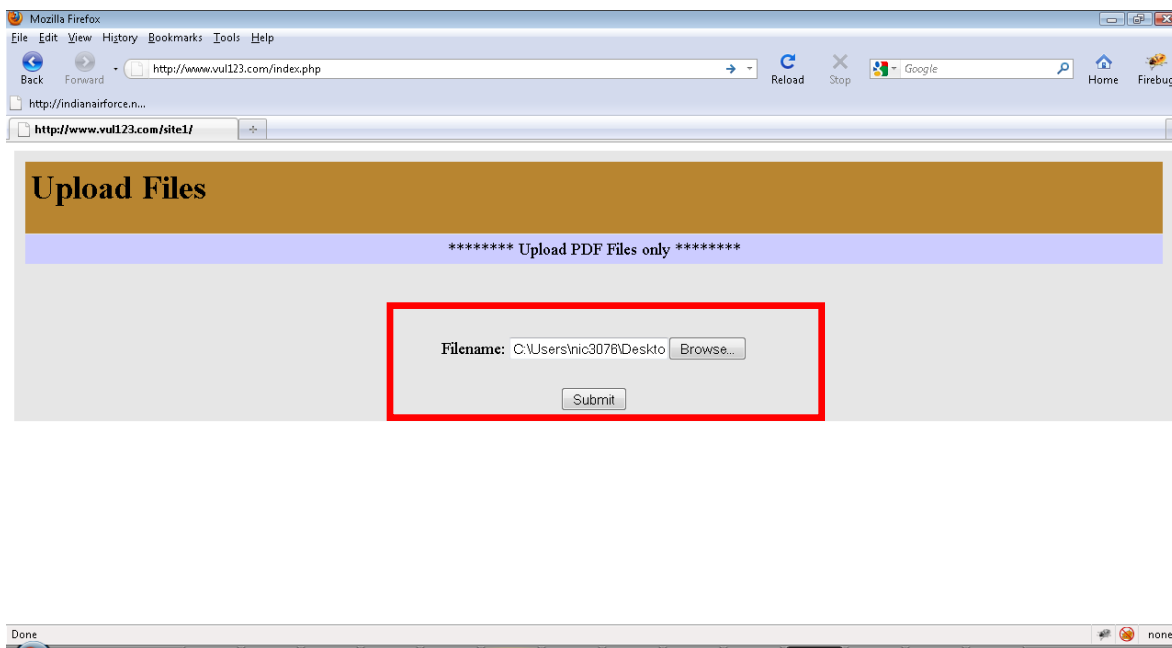 Mozilla Firefox
File Edit View History Bookmarks Tools Help
http://www.vul123.com/index.php
Google
Back Forward Reload Stop Home Firebug
http://indianairforce.n...
http://www.vul123.com/site1/
Upload Files
******** Upload PDF Files only ********
Filename: C:\Users\nic3076\Deskto Browse...
Submit
Done
none